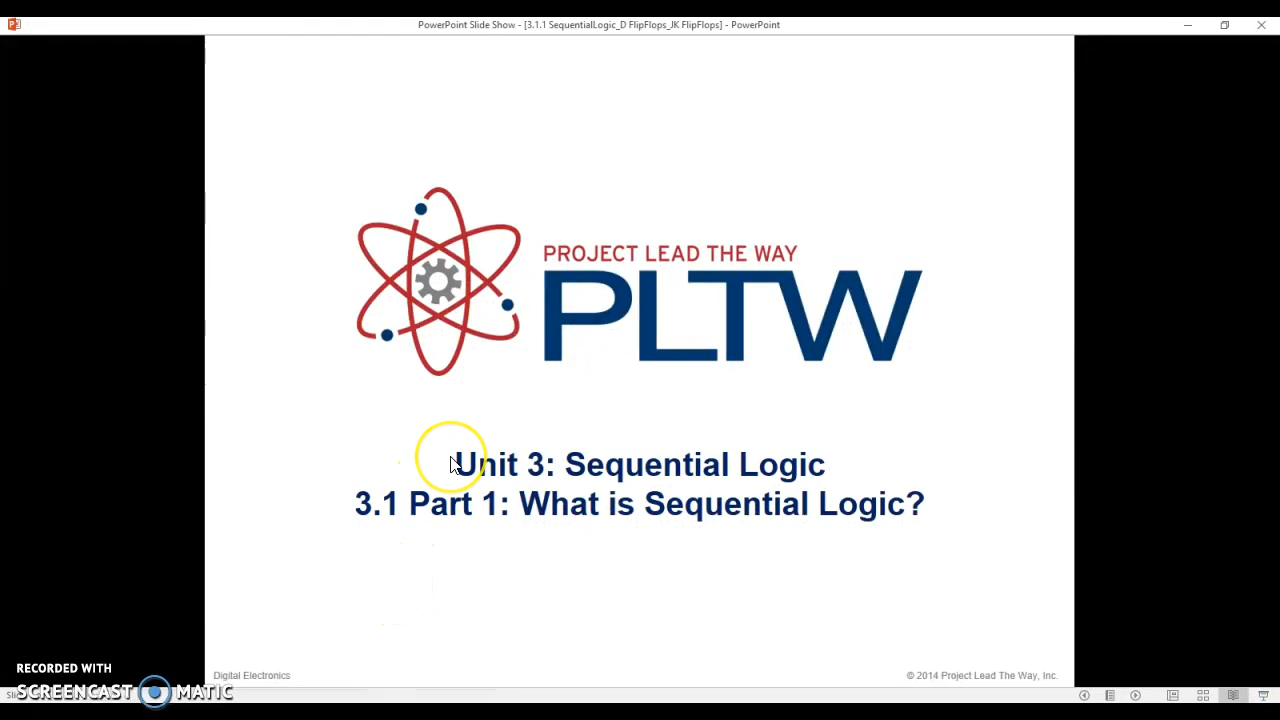 PowerPoint Slide Show - [3.1.1 SequentialLogic_D FlipFlops_JK FlipFlops] - PowerPoint
PROJECT LEAD THE WAY
PLTW
Unit 3: Sequential Logic
3.1 Part 1: What is Sequential Logic?
Digital Electronics
© 2014 Project Lead The Way, Inc.
RECORDED WITH
SCREENCAST MATIC